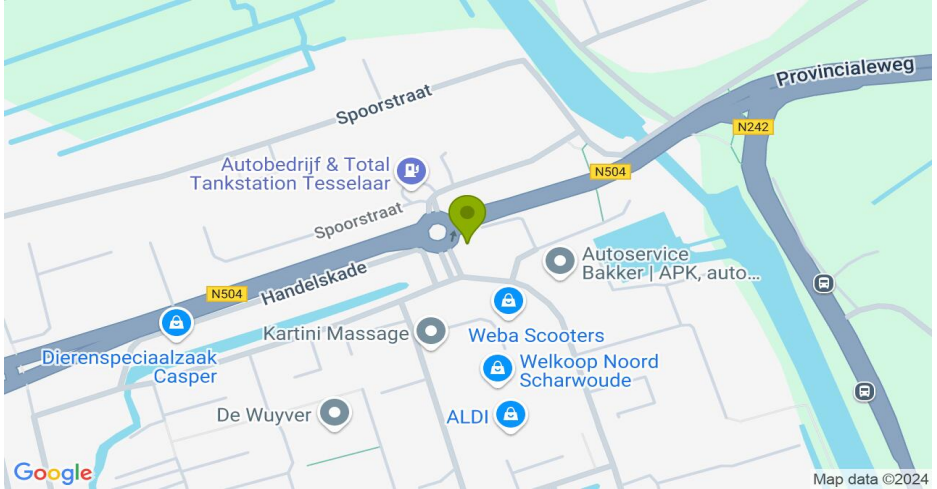 Provincialeweg
Spoorstraat
N242
Autobedrijf & Total
Tankstation Tesselaar
N504
Spoorstraat
Autoservice
Bakker | APK, auto...
Handelskade
N504
Kartini Massage
Weba Scooters
Dierenspeciaalzaak
Casper
Welkoop Noord
Scharwoude
De Wuyver
ALDI
Google
Map data ©2024